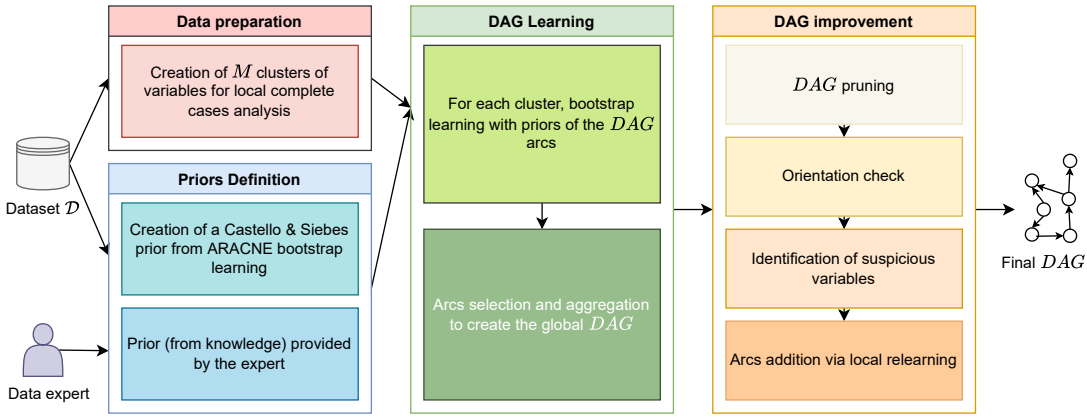 Data preparation
Creation of M clusters of
variables for local complete
cases analysis
Dataset D
Priors Definition
Creation of a Castello & Siebes
prior from ARACNE bootstrap
learning
Prior (from knowledge) provided
by the expert
Data expert
DAG Learning
For each cluster, bootstrap
learning with priors of the DAG
arcs
Arcs selection and aggregation
to create the global DAG
DAG improvement
DAG pruning
Orientation check
Identification of suspicious
variables
Arcs addition via local relearning
Final DAG